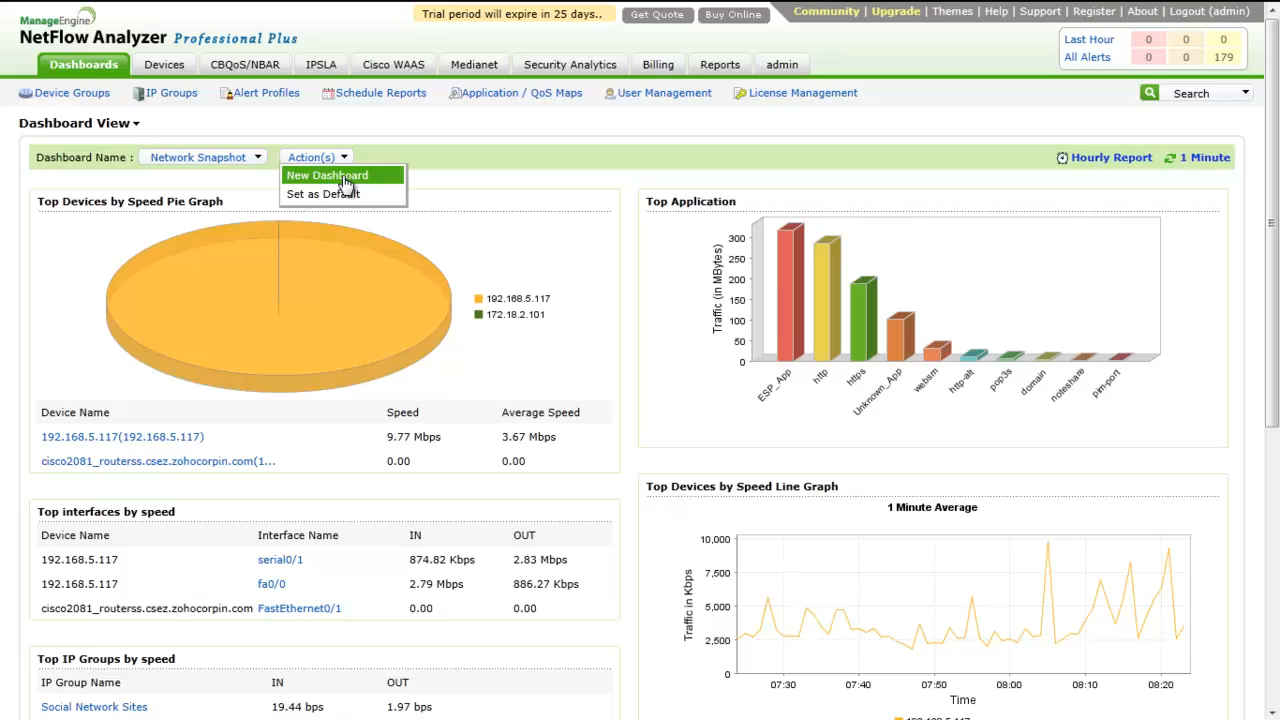 ManageEngine
NetFlow Analyzer Professional Plus
Trial period will expire in 25 days..
Get Quote
Buy Online
Community | Upgrade | Themes | Help | Support | Register | About | Logout (admin)
Last Hour 0 0 0
All Alerts 0 0 179
Dashboards Devices CBQoS/NBAR IPSLA Cisco WAAS Medianet Security Analytics Billing Reports admin
Device Groups IP Groups Alert Profiles Schedule Reports Application / QoS Maps User Management License Management
Search
Dashboard View
Dashboard Name : Network Snapshot Action(s)
Hourly Report 1 Minute
New Dashboard
Set as Default
Top Devices by Speed Pie Graph
192.168.5.117
172.18.2.101
Device Name Speed Average Speed
192.168.5.117(192.168.5.117) 9.77 Mbps 3.67 Mbps
cisco2081_routerss.csez.zohocorpin.com(1... 0.00 0.00
Top Application
Traffic (in MBytes)
300
250
200
150
100
50
0
ESP_App http https Unknown_App websm http-alt pop3s domain noteshare pim-port
Top interfaces by speed
Device Name Interface Name IN OUT
192.168.5.117 serial0/1 874.82 Kbps 2.83 Mbps
192.168.5.117 fa0/0 2.79 Mbps 886.27 Kbps
cisco2081_routerss.csez.zohocorpin.com FastEthernet0/1 0.00 0.00
Top Devices by Speed Line Graph
1 Minute Average
Traffic in Kbps
10,000
7,500
5,000
2,500
0
07:30 07:40 07:50 08:00 08:10 08:20
Time
192.168.5.117
Top IP Groups by speed
IP Group Name IN OUT
Social Network Sites 19.44 bps 1.97 bps